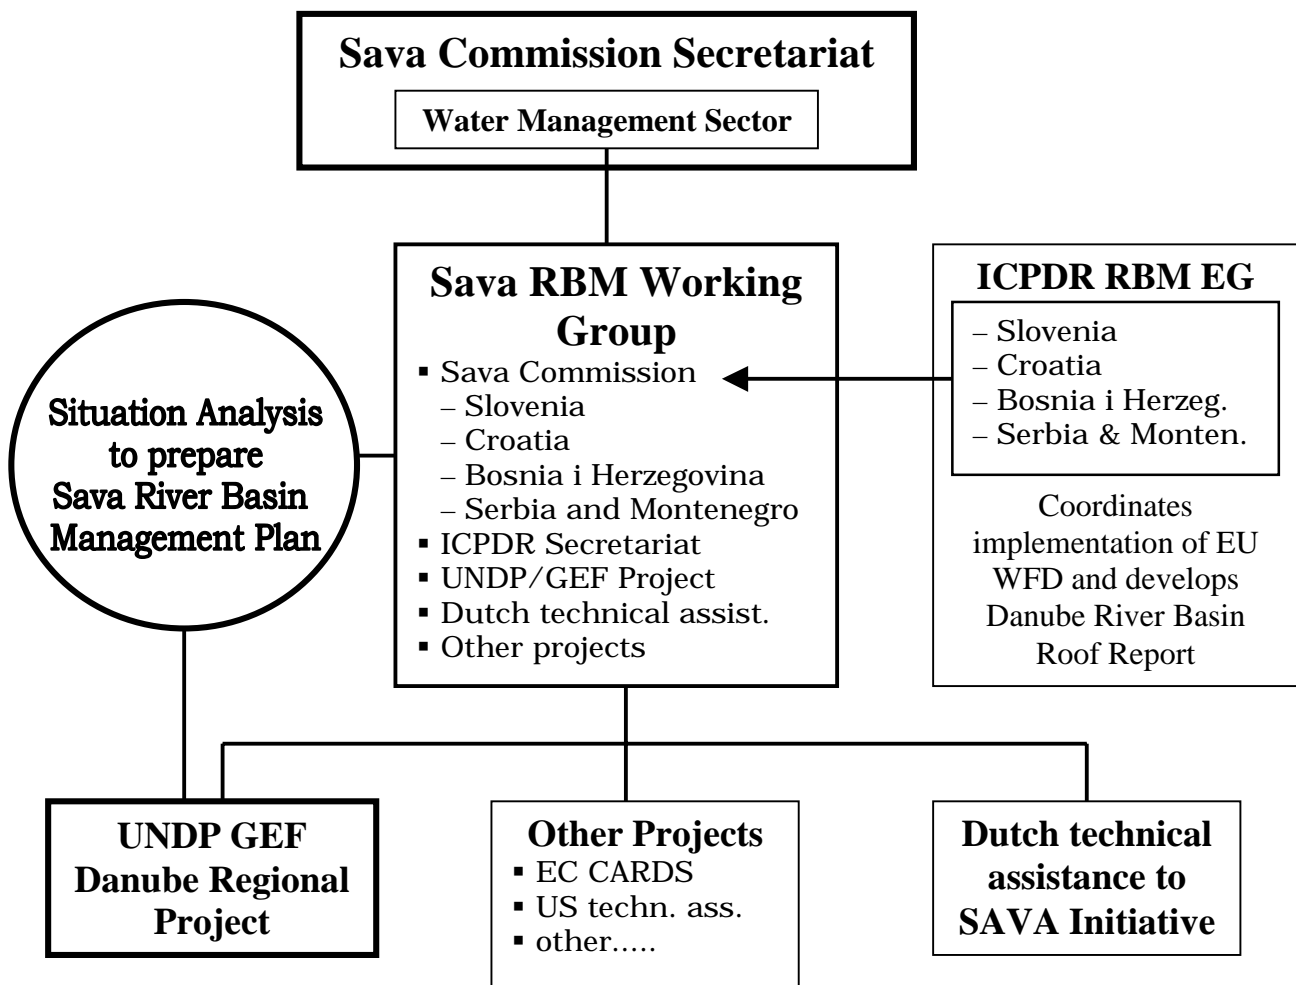 Sava Commission Secretariat
Water Management Sector
Sava RBM Working
Group
▪ Sava Commission
– Slovenia
– Croatia
– Bosnia i Herzegovina
– Serbia and Montenegro
▪ ICPDR Secretariat
▪ UNDP/GEF Project
▪ Dutch technical assist.
▪ Other projects
ICPDR RBM EG
– Slovenia
– Croatia
– Bosnia i Herzeg.
– Serbia & Monten.
Coordinates
implementation of EU
WFD and develops
Danube River Basin
Roof Report
Situation Analysis
to prepare
Sava River Basin
Management Plan
UNDP GEF
Danube Regional
Project
Other Projects
▪ EC CARDS
▪ US techn. ass.
▪ other.....
Dutch technical
assistance to
SAVA Initiative